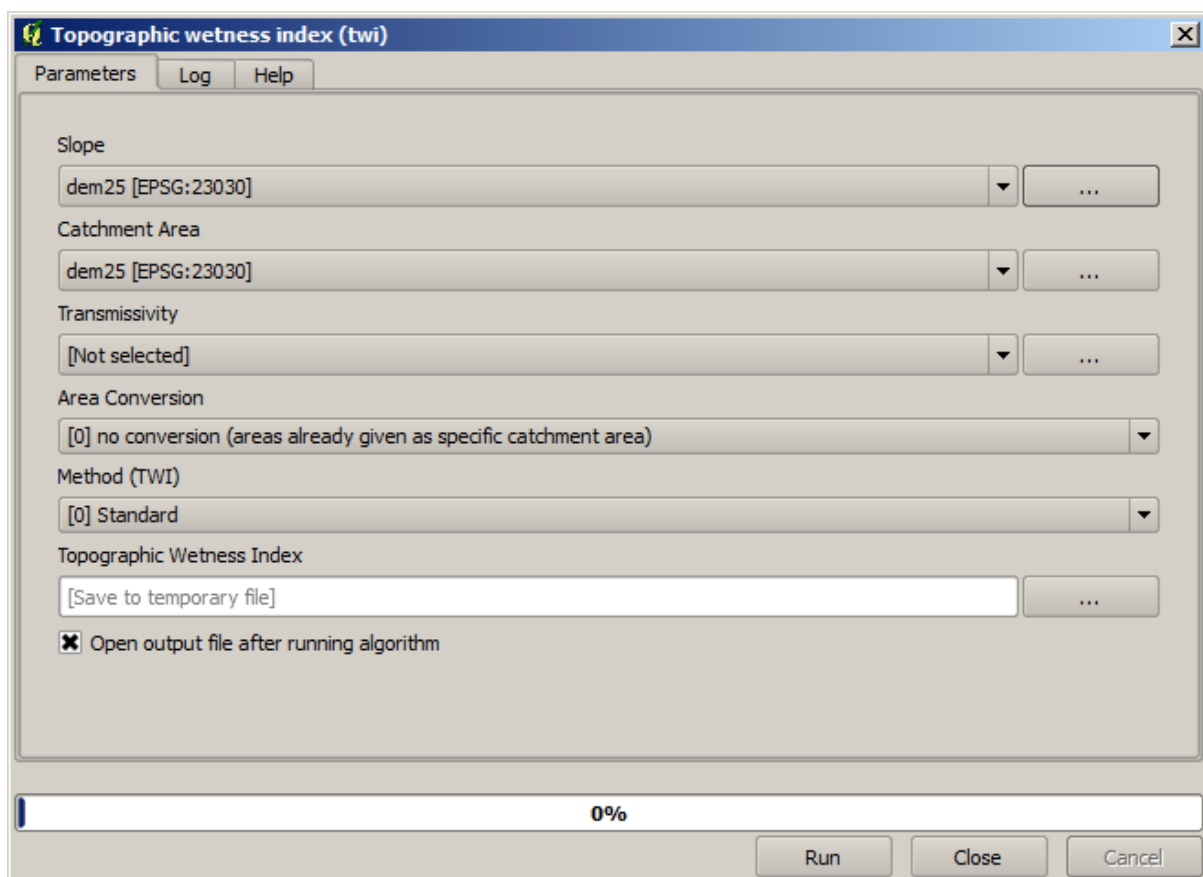 Topographic wetness index (twi)
Parameters Log Help
Slope
dem25 [EPSG:23030] ...
Catchment Area
dem25 [EPSG:23030] ...
Transmissivity
[Not selected] ...
Area Conversion
[0] no conversion (areas already given as specific catchment area)
Method (TWI)
[0] Standard
Topographic Wetness Index
[Save to temporary file] ...
Open output file after running algorithm
0%
Run Close Cancel